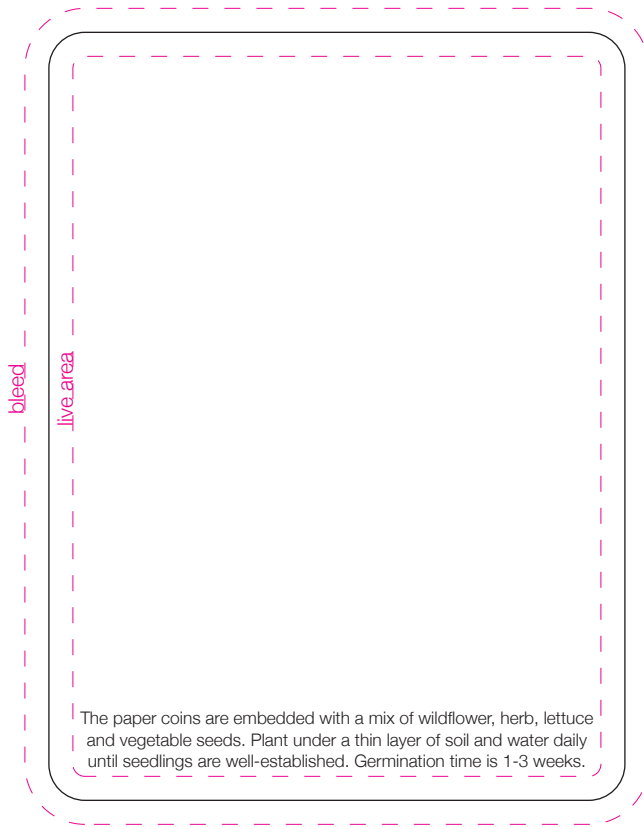 bleed
live area
The paper coins are embedded with a mix of wildflower, herb, lettuce
and vegetable seeds. Plant under a thin layer of soil and water daily
until seedlings are well-established. Germination time is 1-3 weeks.